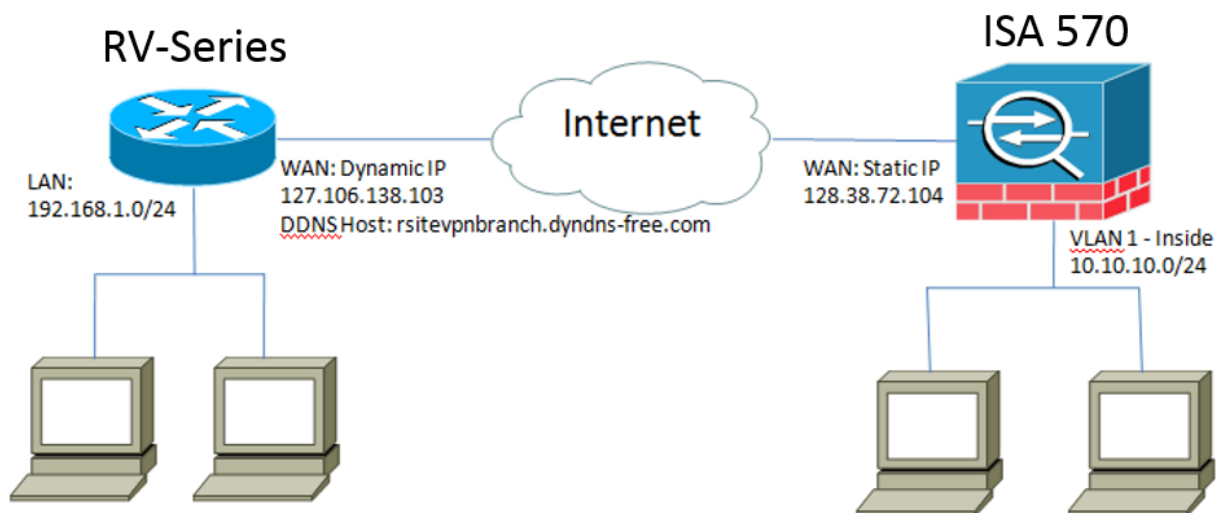 RV-Series
ISA 570
Internet
LAN:
192.168.1.0/24
WAN: Dynamic IP
127.106.138.103
DDNS Host: rsitevpnbranch.dyndns-free.com
WAN: Static IP
128.38.72.104
VLAN 1 - Inside
10.10.10.0/24